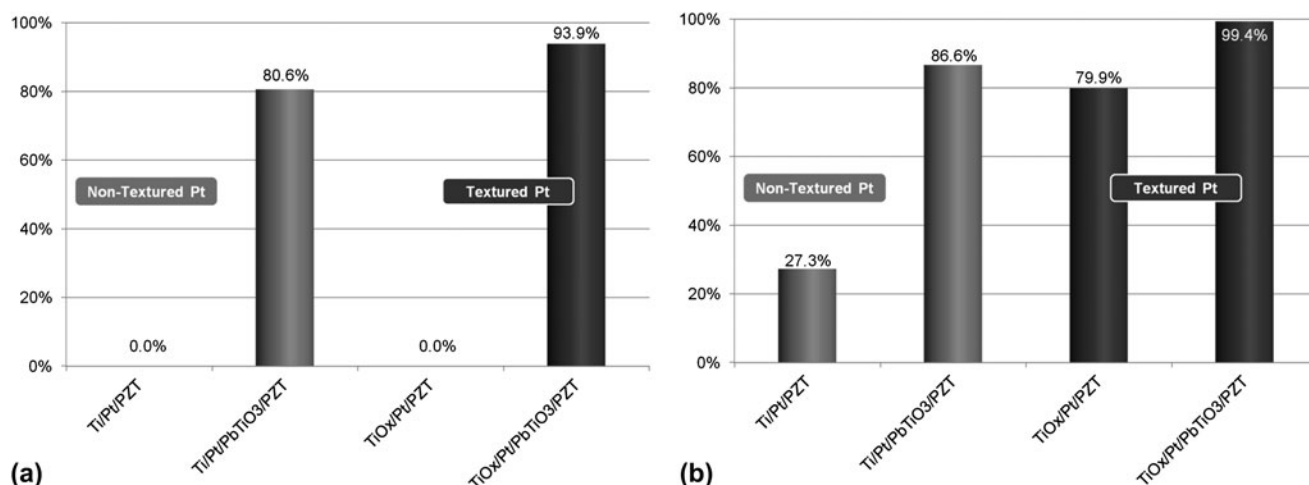 100%
93.9%
80.6%
80%
60%
Non-Textured Pt
Textured Pt
40%
20%
0.0%
0.0%
0%
Ti/Pt/PZT
Ti/Pt/PbTiO3/PZT
TiOx/Pt/PZT
TiOx/Pt/PbTiO3/PZT
(a)
100%
99.4%
86.6%
79.9%
80%
60%
Non-Textured Pt
Textured Pt
40%
27.3%
20%
0%
Ti/Pt/PZT
Ti/Pt/PbTiO3/PZT
TiOx/Pt/PZT
TiOx/Pt/PbTiO3/PZT
(b)